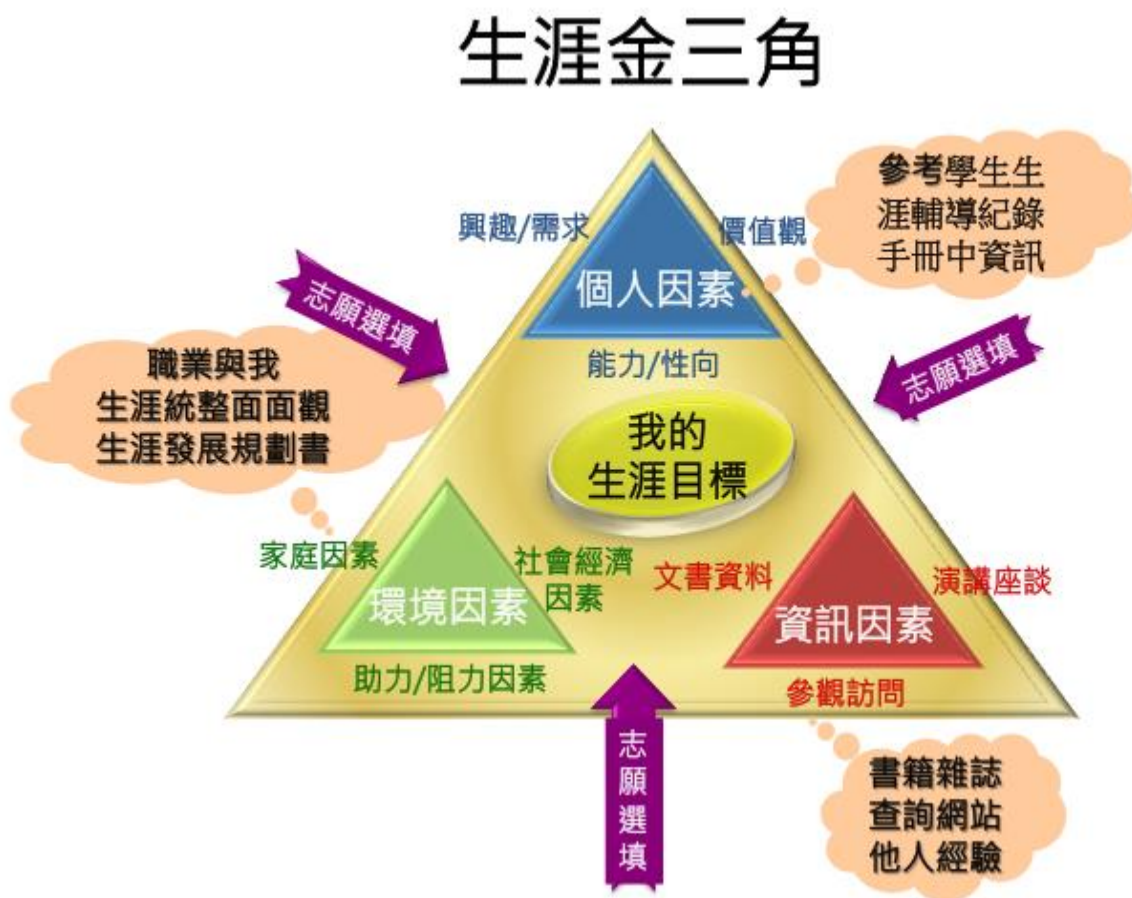 生涯金三角
參考學生生
涯輔導紀錄
手冊中資訊
興趣/需求
價值觀
個人因素
能力/性向
志願選填
志願選填
職業與我
生涯統整面面觀
生涯發展規劃書
我的
生涯目標
家庭因素
社會經濟
因素
環境因素
助力/阻力因素
文書資料
演講座談
資訊因素
參觀訪問
志願選填
書籍雜誌
查詢網站
他人經驗